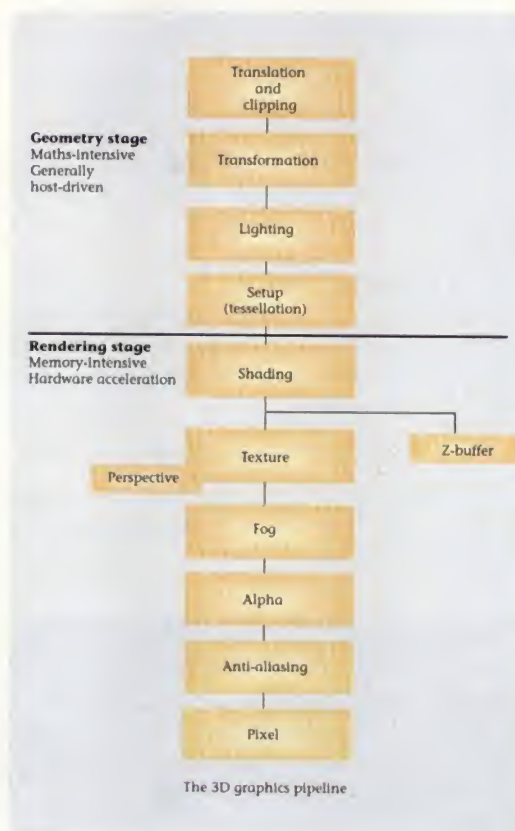 Translation
and
clipping
Geometry stage
Maths-intensive
Generally
host-driven
Transformation
Lighting
Setup
(tessellation)
Rendering stage
Memory-intensive
Hardware acceleration
Shading
Z-buffer
Texture
Perspective
Fog
Alpha
Anti-aliasing
Pixel
The 3D graphics pipeline